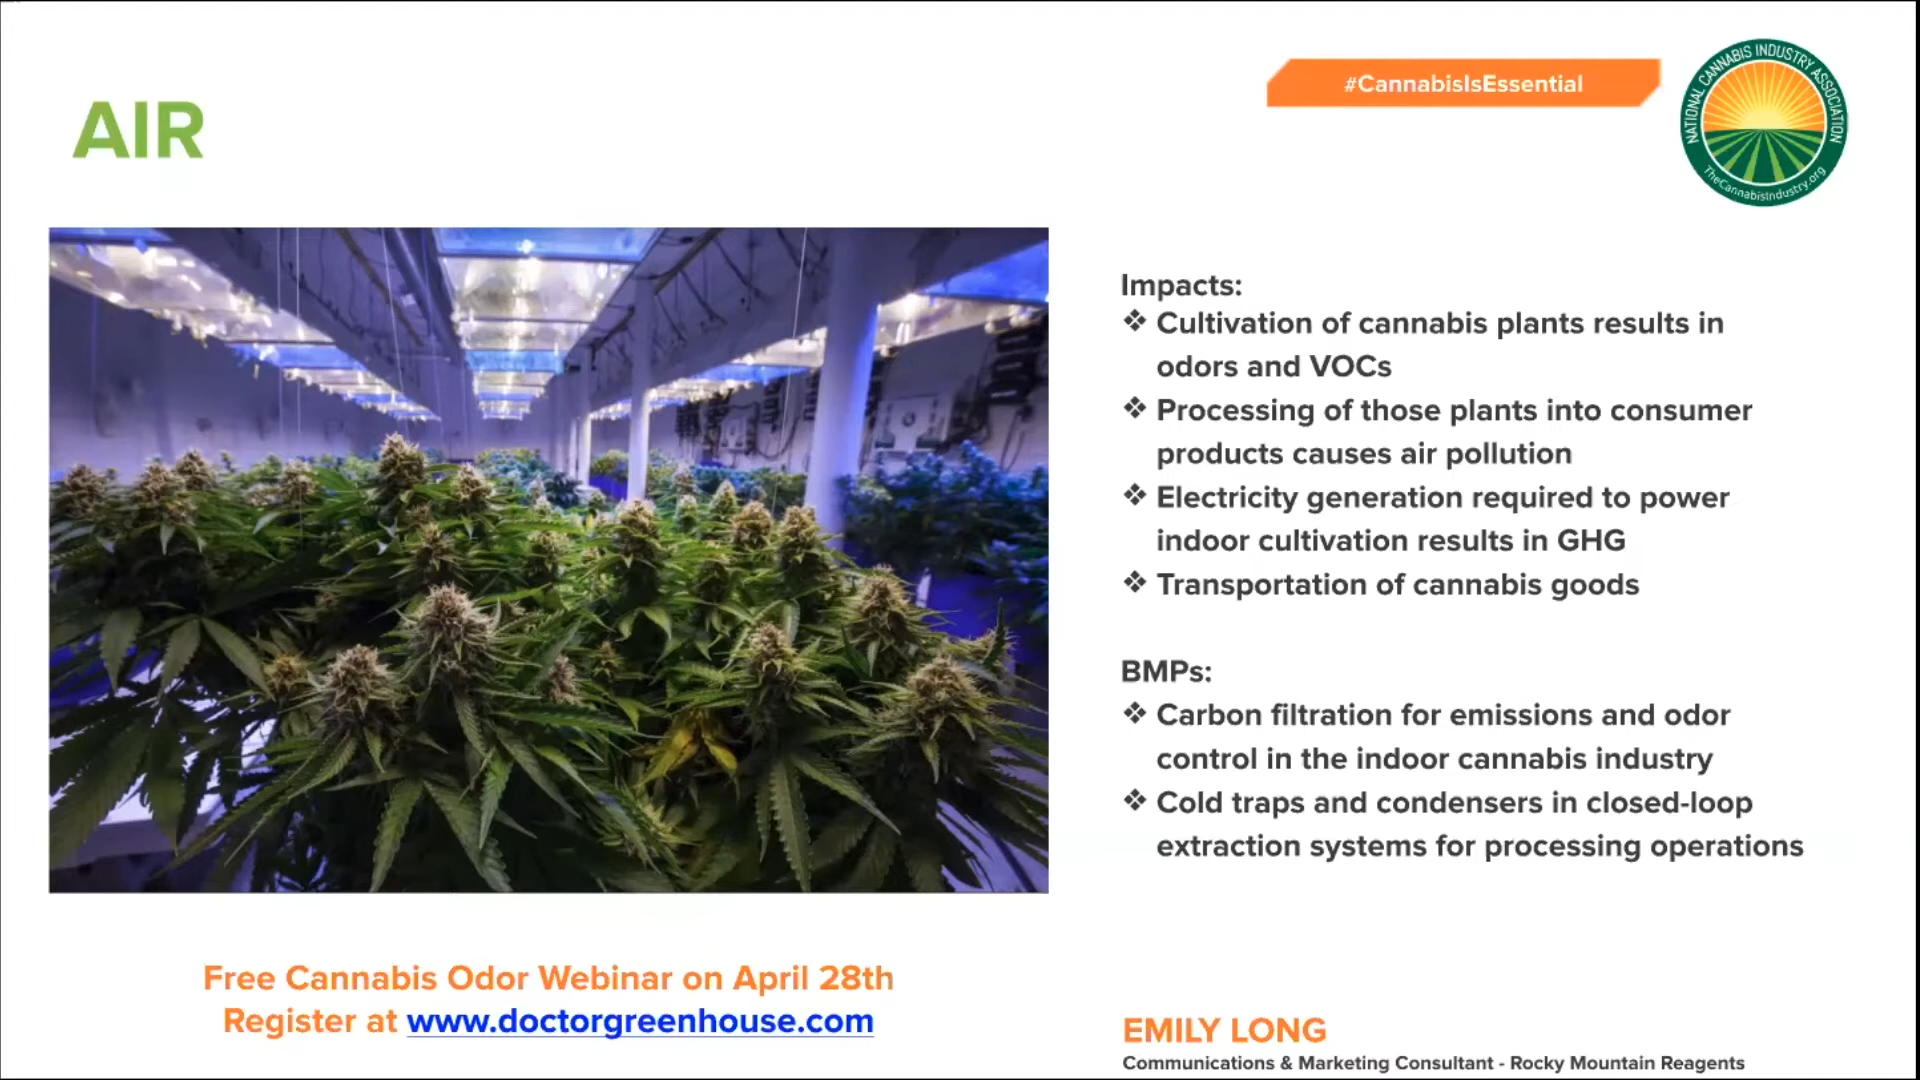 #CannabisIsEssential
NATIONAL CANNABIS INDUSTRY ASSOCIATION
TheCannabisIndustry.org
AIR
Impacts:
❖ Cultivation of cannabis plants results in
odors and VOCs
❖ Processing of those plants into consumer
products causes air pollution
❖ Electricity generation required to power
indoor cultivation results in GHG
❖ Transportation of cannabis goods
BMPs:
❖ Carbon filtration for emissions and odor
control in the indoor cannabis industry
❖ Cold traps and condensers in closed-loop
extraction systems for processing operations
Free Cannabis Odor Webinar on April 28th
Register at www.doctorgreenhouse.com
EMILY LONG
Communications & Marketing Consultant - Rocky Mountain Reagents